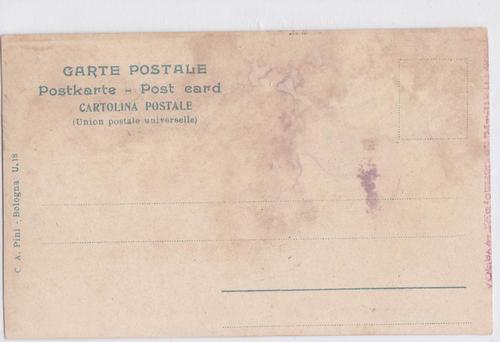 CARTE POSTALE
Postkarte – Post card
CARTOLINA POSTALE
(Union postale universelle)
C. A. Pini - Bologna U. 18